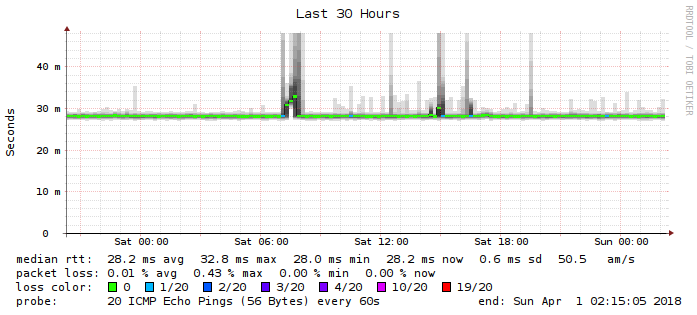 Last 30 Hours
RRDTOOL / TOBI OETIKER
Seconds
40 m
30 m
20 m
10 m
0
Sat 00:00 Sat 06:00 Sat 12:00 Sat 18:00 Sun 00:00
median rtt: 28.2 ms avg 32.8 ms max 28.0 ms min 28.2 ms now 0.6 ms sd 50.5 am/s
packet loss: 0.01 % avg 0.43 % max 0.00 % min 0.00 % now
loss color: 0 1/20 2/20 3/20 4/20 10/20 19/20
probe: 20 ICMP Echo Pings (56 Bytes) every 60s end: Sun Apr 1 02:15:05 2018